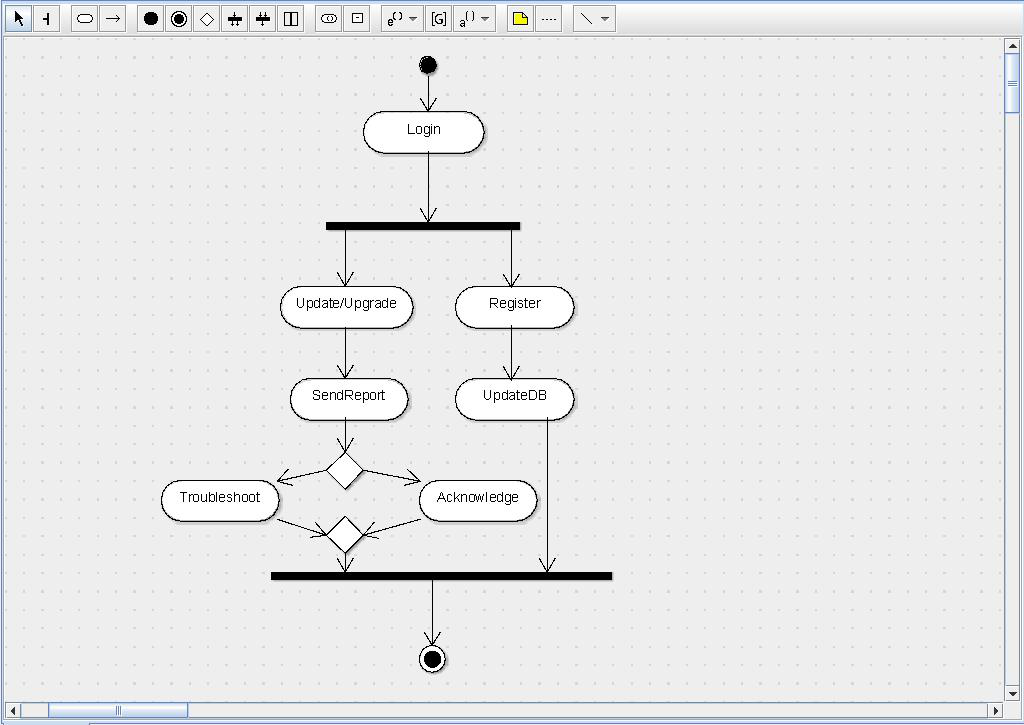 e()
[G]
a()
Login
Update/Upgrade
Register
SendReport
UpdateDB
Troubleshoot
Acknowledge